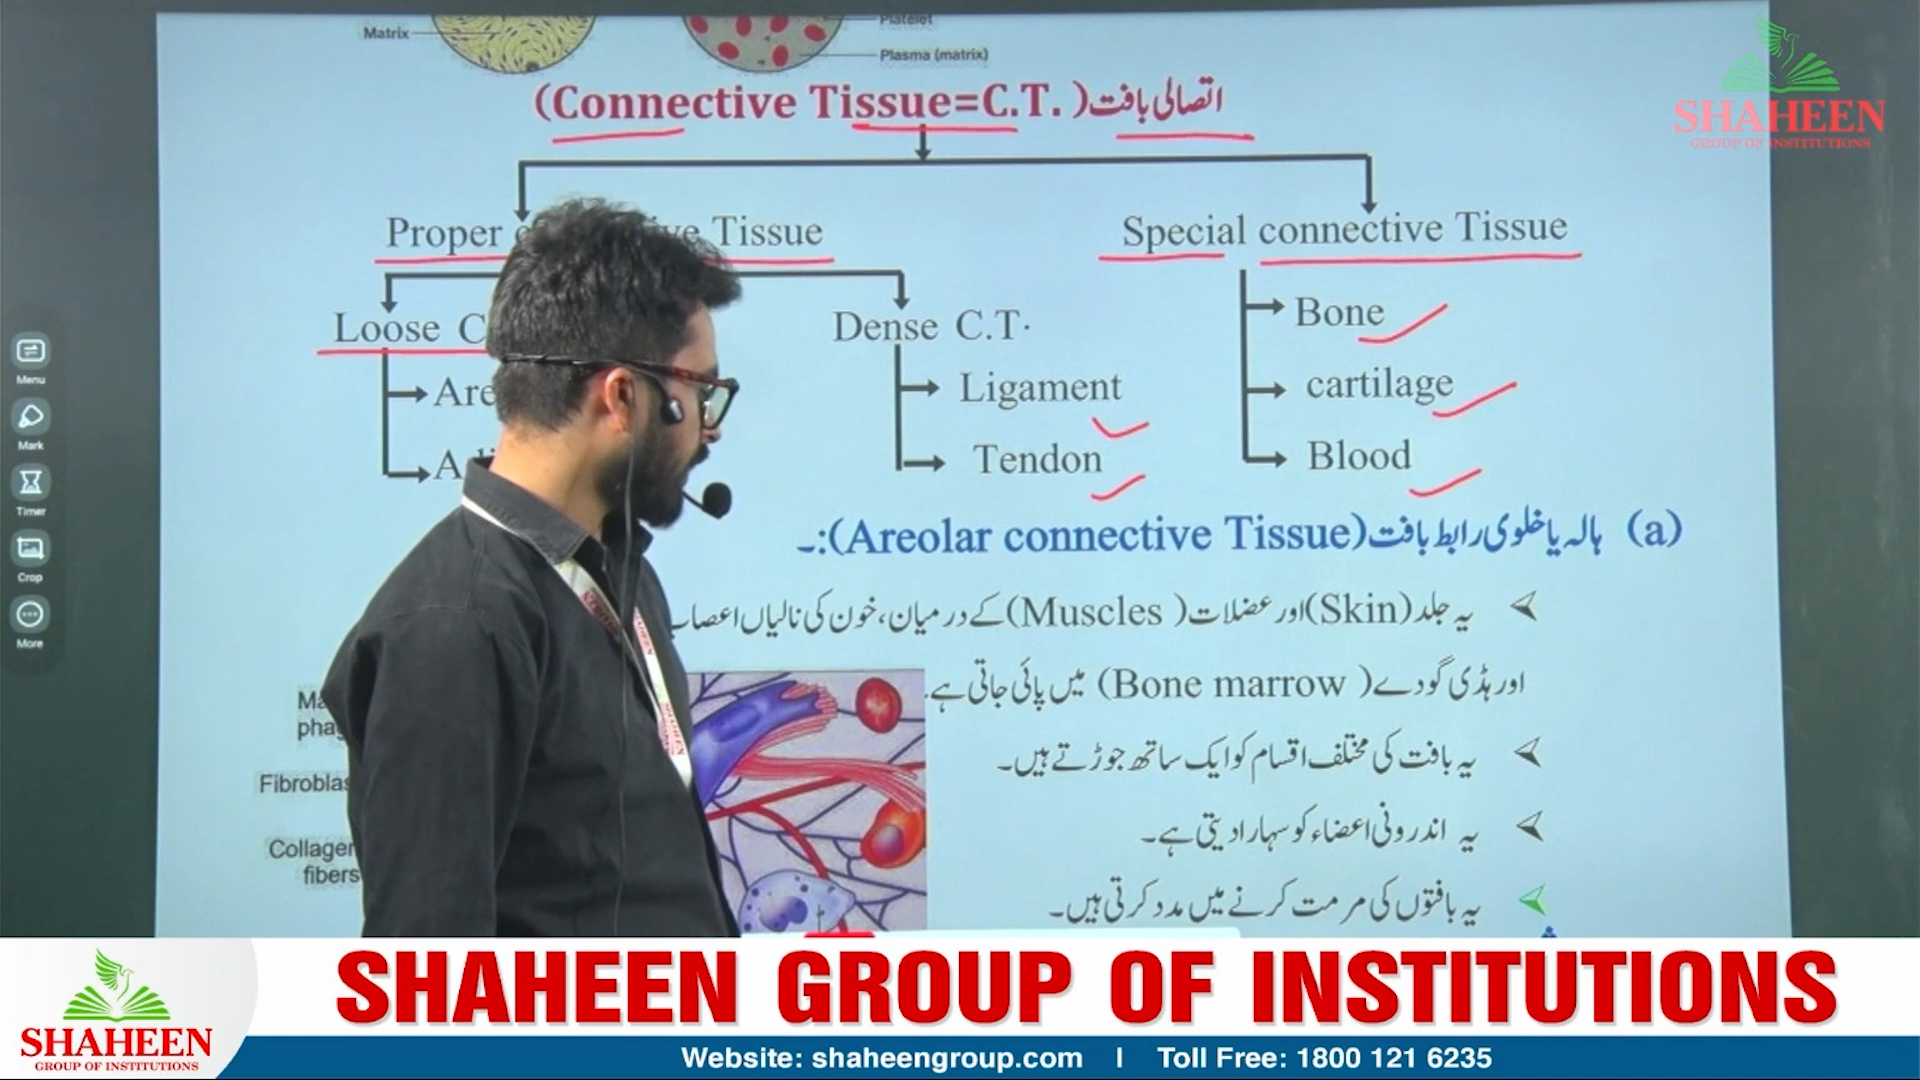 Platelet
Matrix
Plasma (matrix)
اتصالی بافت (Connective Tissue=C.T.)
SHAHEEN
GROUP OF INSTITUTIONS
Proper Tissue
Special connective Tissue
Loose
Dense C.T.
Bone
Ligament
cartilage
Tendon
Blood
(a) ہالہ یا خلوی رابط بافت (Areolar connective Tissue):۔
یہ جلد (Skin) اور عضلات (Muscles) کے درمیان، خون کی نالیاں اعصاب
اور ہڈی گودے (Bone marrow) میں پائی جاتی ہے۔
یہ بافت کی مختلف اقسام کو ایک ساتھ جوڑتے ہیں۔
یہ اندرونی اعضاء کو سہارا دیتی ہے۔
یہ بافتوں کی مرمت کرنے میں مدد کرتی ہیں۔
fibers
Menu
Mark
Timer
Crop
More
SHAHEEN
GROUP OF INSTITUTIONS
SHAHEEN GROUP OF INSTITUTIONS
Website: shaheengroup.com | Toll Free: 1800 121 6235